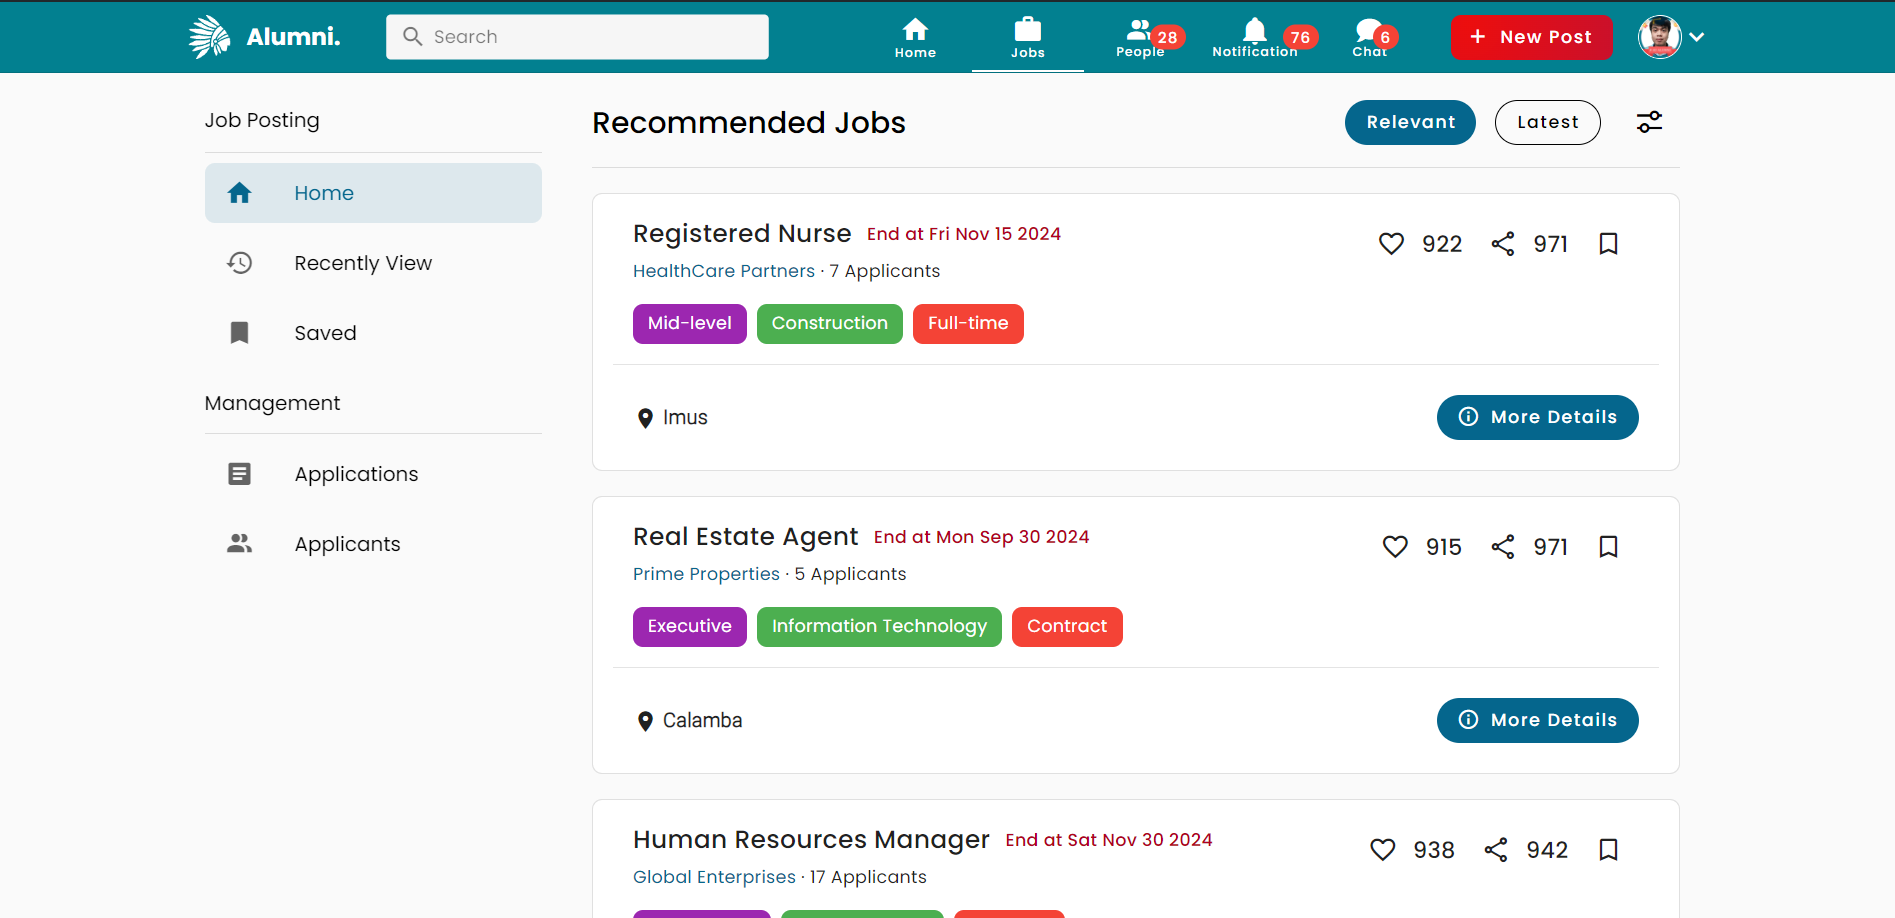 Alumni.
Search
Home
Jobs
People 28
Notification 76
Chat 6
+ New Post
Job Posting
Home
Recently View
Saved
Management
Applications
Applicants
Recommended Jobs
Relevant
Latest
Registered Nurse End at Fri Nov 15 2024
922 971
HealthCare Partners · 7 Applicants
Mid-level Construction Full-time
Imus
More Details
Real Estate Agent End at Mon Sep 30 2024
915 971
Prime Properties · 5 Applicants
Executive Information Technology Contract
Calamba
More Details
Human Resources Manager End at Sat Nov 30 2024
938 942
Global Enterprises · 17 Applicants